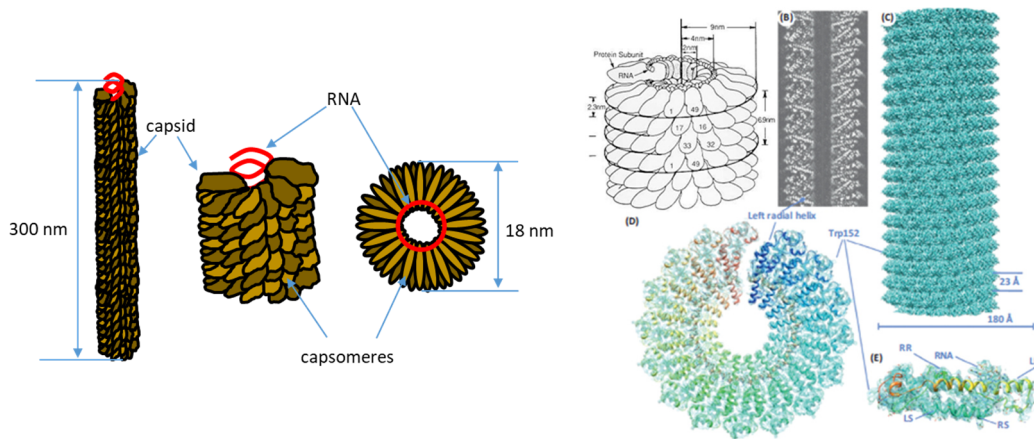 RNA
capsid
300 nm
18 nm
capsomeres
9nm
4nm
2nm
Protein Subunit
RNA
2.3nm
6.9nm
1
49
17
16
33
32
1
49
(B)
(C)
(D)
Left radial helix
Trp152
23 Å
180 Å
(E)
RR
RNA
LS
RS